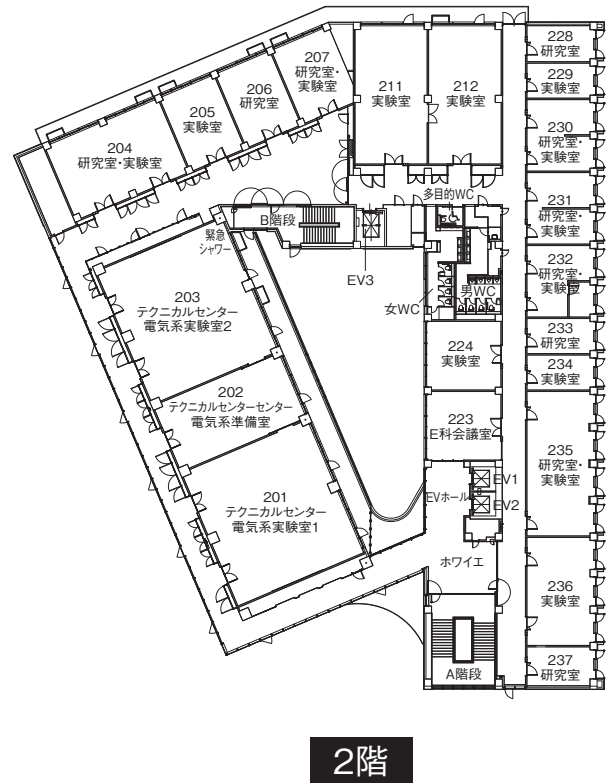 207
研究室・
実験室
206
研究室
205
実験室
204
研究室・実験室
211
実験室
212
実験室
228
研究室
229
実験室
230
研究室・
実験室
231
研究室・
実験室
232
研究室・
実験室
233
研究室
234
実験室
235
研究室・
実験室
236
実験室
237
研究室
多目的WC
B階段
緊急
シャワー
EV3
女WC
男WC
203
テクニカルセンター
電気系実験室2
202
テクニカルセンターセンター
電気系準備室
201
テクニカルセンター
電気系実験室1
224
実験室
223
E科会議室
EV1
EVホール
EV2
ホワイエ
A階段
2階